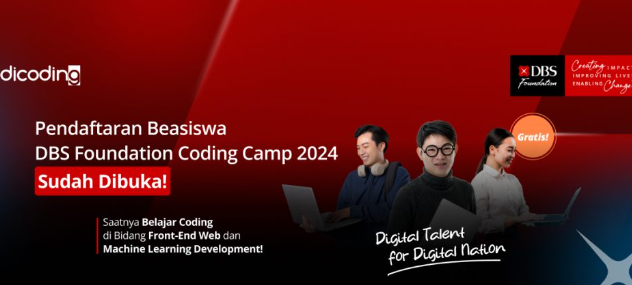 dicoding
DBS
Foundation
Creating IMPACT
IMPROVING LIVES
ENABLING Change
Pendaftaran Beasiswa
DBS Foundation Coding Camp 2024
Sudah Dibuka!
Gratis!
Saatnya Belajar Coding
di Bidang Front-End Web dan
Machine Learning Development!
Digital Talent
for Digital Nation